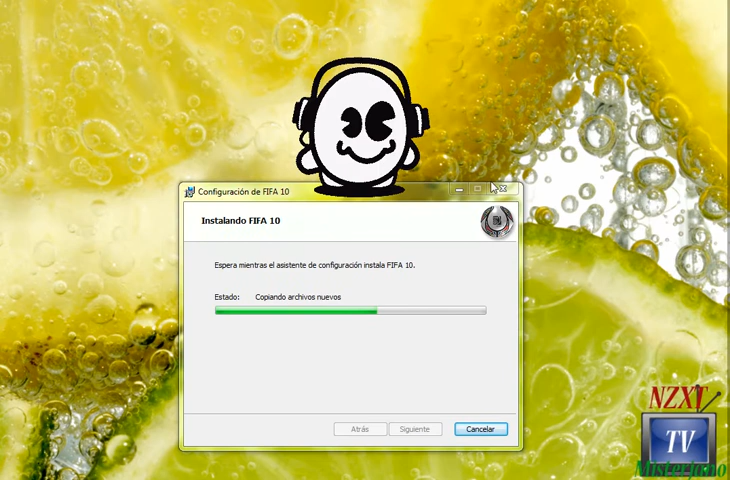 Configuración de FIFA 10
Instalando FIFA 10
Espera mientras el asistente de configuración instala FIFA 10.
Estado: Copiando archivos nuevos
Atrás Siguiente Cancelar
NZXT
TV
Misterjano